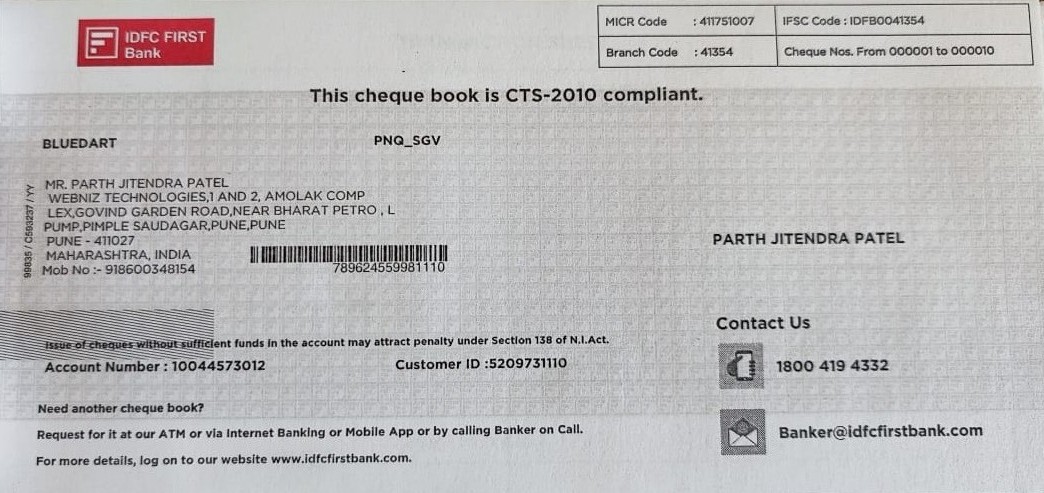 IDFC FIRST
Bank
MICR Code : 411751007
IFSC Code : IDFB0041354
Branch Code : 41354
Cheque Nos. From 000001 to 000010
This cheque book is CTS-2010 compliant.
BLUEDART
PNQ_SGV
99835 / C593237 / YY
MR. PARTH JITENDRA PATEL
WEBNIZ TECHNOLOGIES,1 AND 2, AMOLAK COMP
LEX,GOVIND GARDEN ROAD,NEAR BHARAT PETRO , L
PUMP,PIMPLE SAUDAGAR,PUNE,PUNE
PUNE - 411027
MAHARASHTRA, INDIA
Mob No :- 918600348154
789624559981110
PARTH JITENDRA PATEL
Issue of cheques without sufficient funds in the account may attract penalty under Section 138 of N.I.Act.
Account Number : 10044573012
Customer ID :5209731110
Contact Us
1800 419 4332
Banker@idfcfirstbank.com
Need another cheque book?
Request for it at our ATM or via Internet Banking or Mobile App or by calling Banker on Call.
For more details, log on to our website www.idfcfirstbank.com.